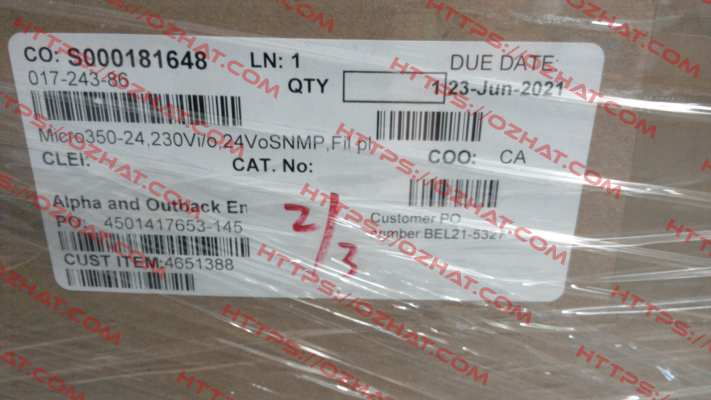 CO: S000181648 LN: 1 DUE DATE:
017-243-86 QTY 1 23-Jun-2021
Micro350-24,230Vi/o,24VoSNMP,Fil pl
CLEI: CAT. No: COO: CA
Alpha and Outback En
PO: 4501417653-145
Customer PO
number BEL21-5327
CUST ITEM:4651388
2/3
HTTPS://OZHAT.COM